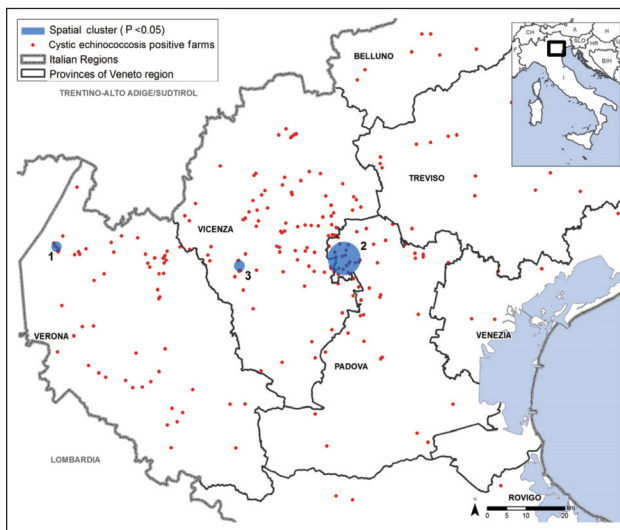 Spatial cluster ( P <0.05)
Cystic echinococcosis positive farms
Italian Regions
Provinces of Veneto region
TRENTINO-ALTO ADIGE/SUDTIROL
BELLUNO
CH
A
H
SLO
HR
F
BIH
I
TREVISO
VICENZA
2
1
3
VERONA
VENEZIA
PADOVA
LOMBARDIA
N
ROVIGO
0
10
20